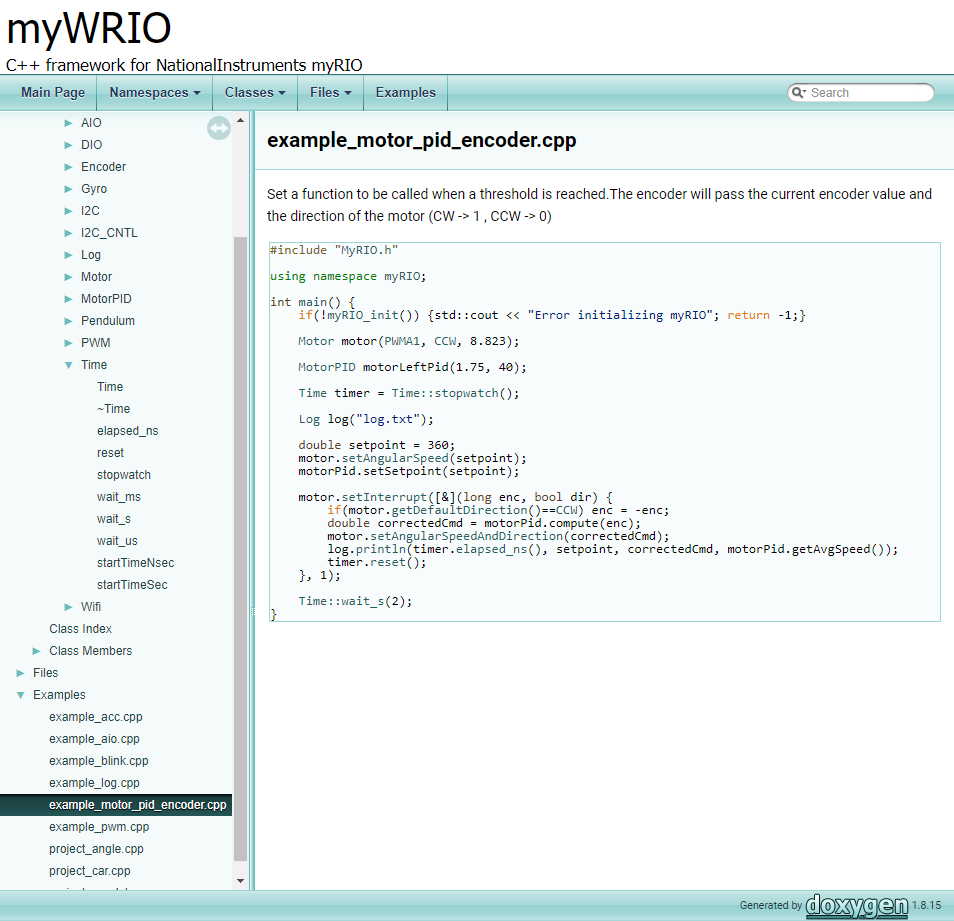 myWRIO
C++ framework for NationalInstruments myRIO
Main Page Namespaces Classes Files Examples Search
AIO
DIO
Encoder
Gyro
I2C
I2C_CNTL
Log
Motor
MotorPID
Pendulum
PWM
Time
Time
~Time
elapsed_ns
reset
stopwatch
wait_ms
wait_s
wait_us
startTimeNsec
startTimeSec
Wifi
Class Index
Class Members
Files
Examples
example_acc.cpp
example_aio.cpp
example_blink.cpp
example_log.cpp
example_motor_pid_encoder.cpp
example_pwm.cpp
project_angle.cpp
project_car.cpp
example_motor_pid_encoder.cpp
Set a function to be called when a threshold is reached.The encoder will pass the current encoder value and
the direction of the motor (CW -> 1 , CCW -> 0)
#include "MyRIO.h"
using namespace myRIO;
int main() {
if(!myRIO_init()) {std::cout << "Error initializing myRIO"; return -1;}
Motor motor(PWMA1, CCW, 8.823);
MotorPID motorLeftPid(1.75, 40);
Time timer = Time::stopwatch();
Log log("log.txt");
double setpoint = 360;
motor.setAngularSpeed(setpoint);
motorPid.setSetpoint(setpoint);
motor.setInterrupt([&](long enc, bool dir) {
if(motor.getDefaultDirection()==CCW) enc = -enc;
double correctedCmd = motorPid.compute(enc);
motor.setAngularSpeedAndDirection(correctedCmd);
log.println(timer.elapsed_ns(), setpoint, correctedCmd, motorPid.getAvgSpeed());
timer.reset();
}, 1);
Time::wait_s(2);
}
Generated by doxygen 1.8.15